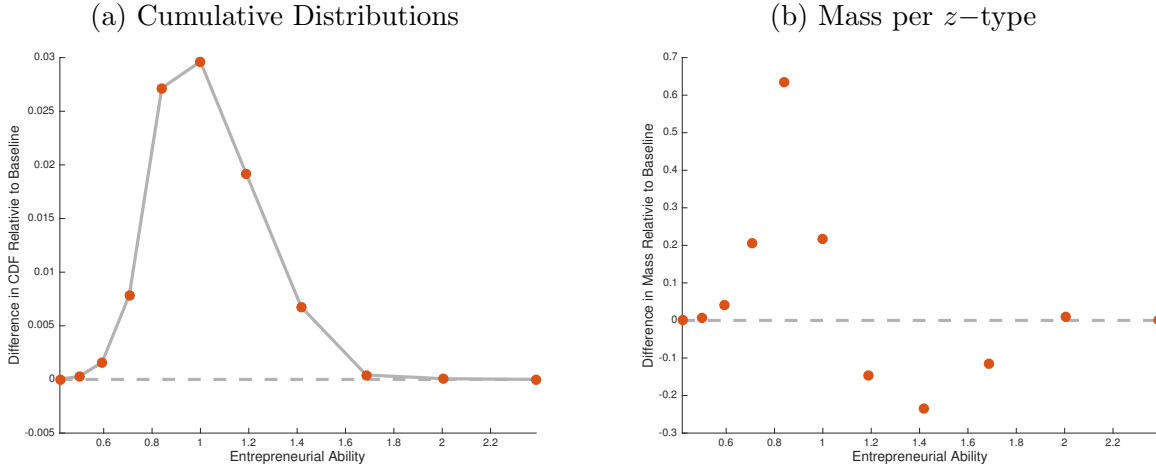 (a) Cumulative Distributions
Difference in CDF Relativie to Baseline
0.03
0.025
0.02
0.015
0.01
0.005
0
-0.005
0.6 0.8 1 1.2 1.4 1.6 1.8 2 2.2
Entrepreneurial Ability
(b) Mass per z−type
Difference in Mass Relativie to Baseline
0.7
0.6
0.5
0.4
0.3
0.2
0.1
0
-0.1
-0.2
-0.3
0.6 0.8 1 1.2 1.4 1.6 1.8 2 2.2
Entrepreneurial Ability